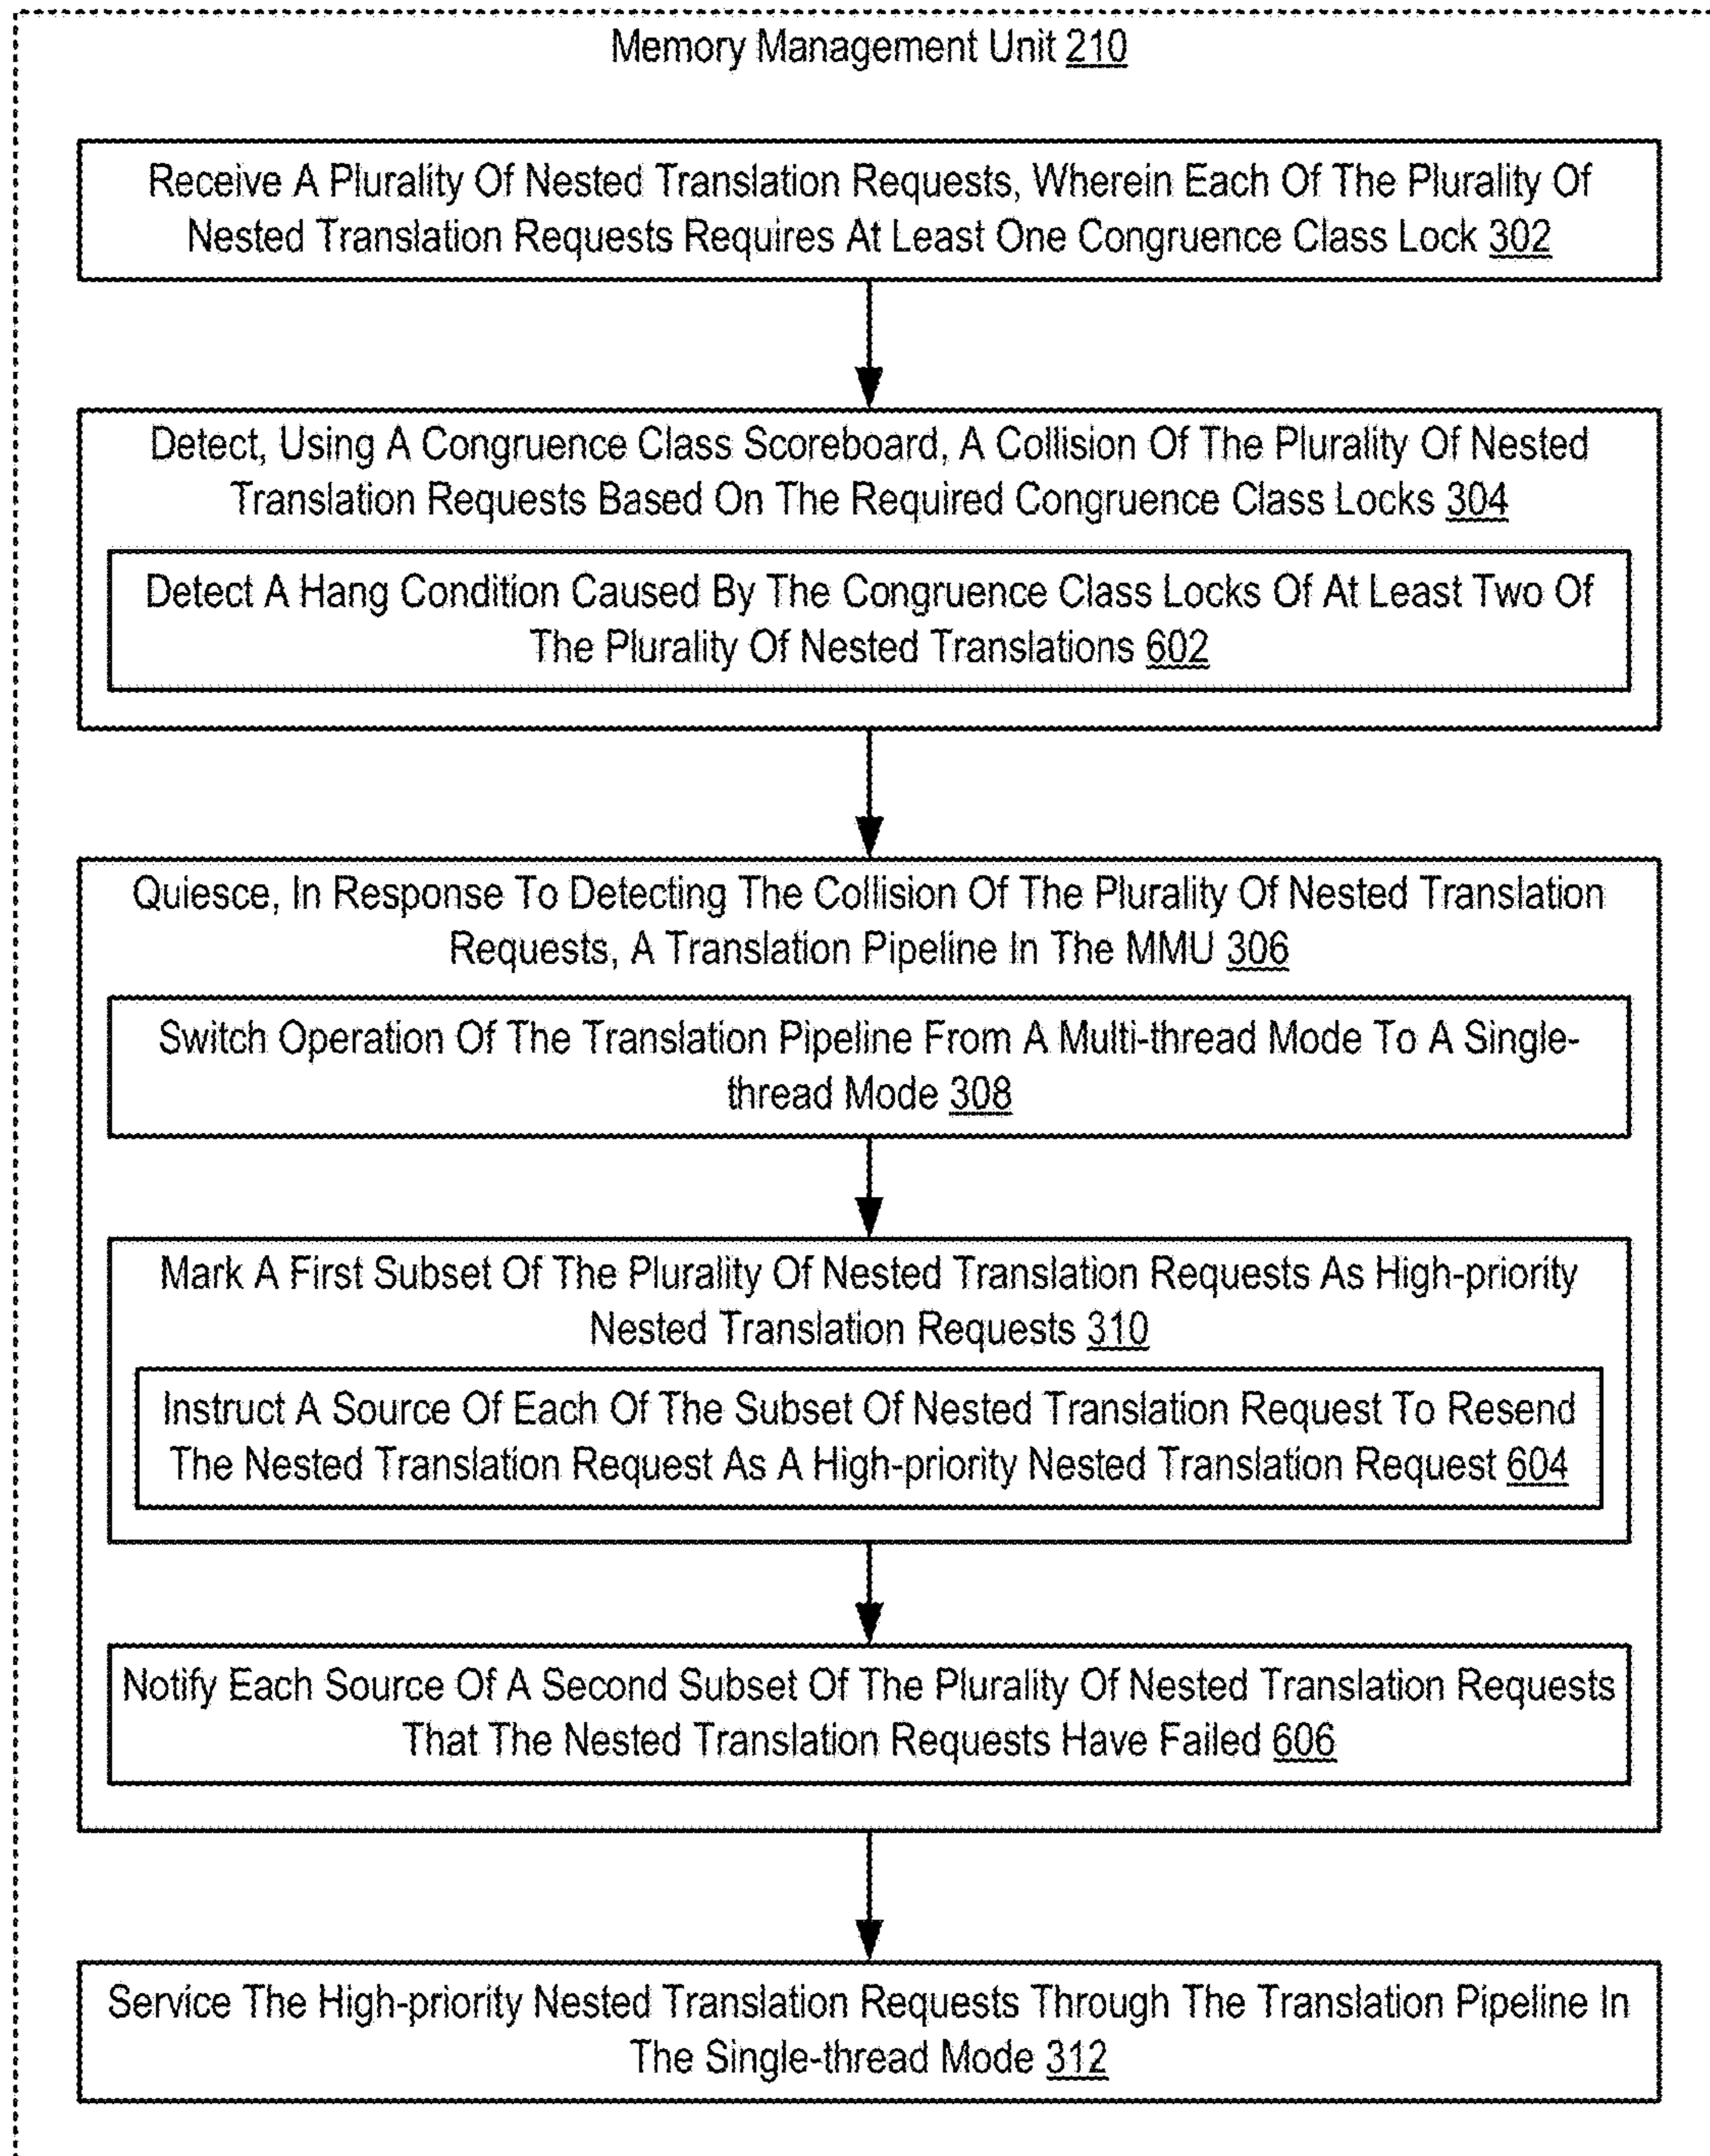 Memory Management Unit 210
Receive A Plurality Of Nested Translation Requests, Wherein Each Of The Plurality Of
Nested Translation Requests Requires At Least One Congruence Class Lock 302
Detect, Using A Congruence Class Scoreboard, A Collision Of The Plurality Of Nested
Translation Requests Based On The Required Congruence Class Locks 304
Detect A Hang Condition Caused By The Congruence Class Locks Of At Least Two Of
The Plurality Of Nested Translations 602
Quiesce, In Response To Detecting The Collision Of The Plurality Of Nested Translation
Requests, A Translation Pipeline In The MMU 306
Switch Operation Of The Translation Pipeline From A Multi-thread Mode To A Single-
thread Mode 308
Mark A First Subset Of The Plurality Of Nested Translation Requests As High-priority
Nested Translation Requests 310
Instruct A Source Of Each Of The Subset Of Nested Translation Request To Resend
The Nested Translation Request As A High-priority Nested Translation Request 604
Notify Each Source Of A Second Subset Of The Plurality Of Nested Translation Requests
That The Nested Translation Requests Have Failed 606
Service The High-priority Nested Translation Requests Through The Translation Pipeline In
The Single-thread Mode 312